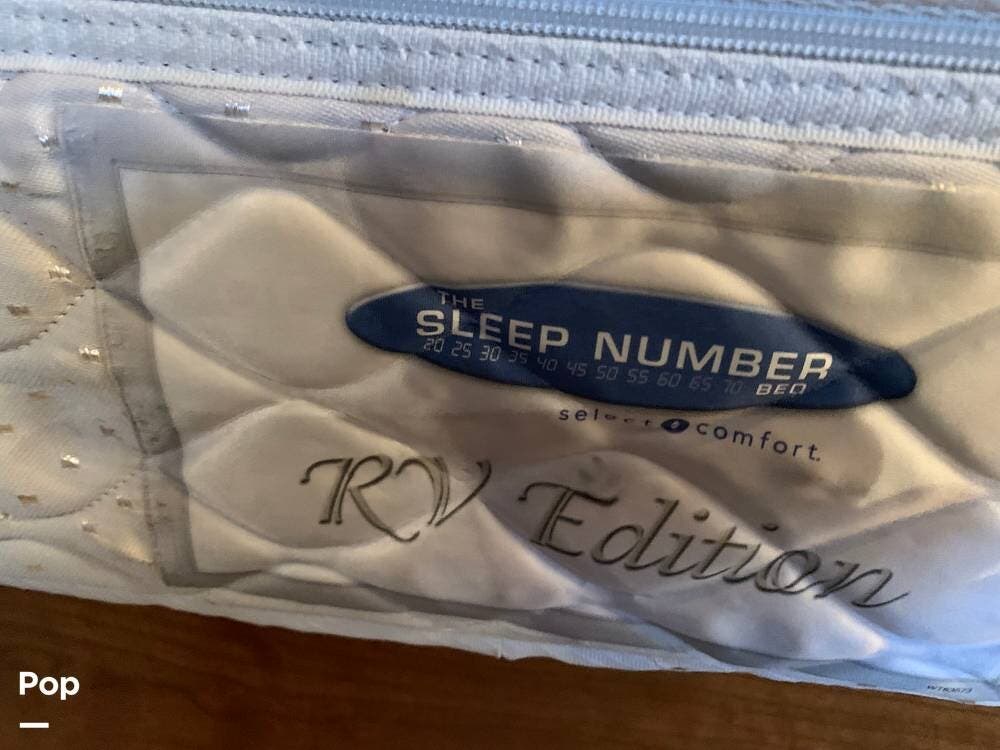 THE
SLEEP NUMBER
20 25 30 35 40 45 50 55 60 65 70 BED
select comfort.
RV Edition
Pop